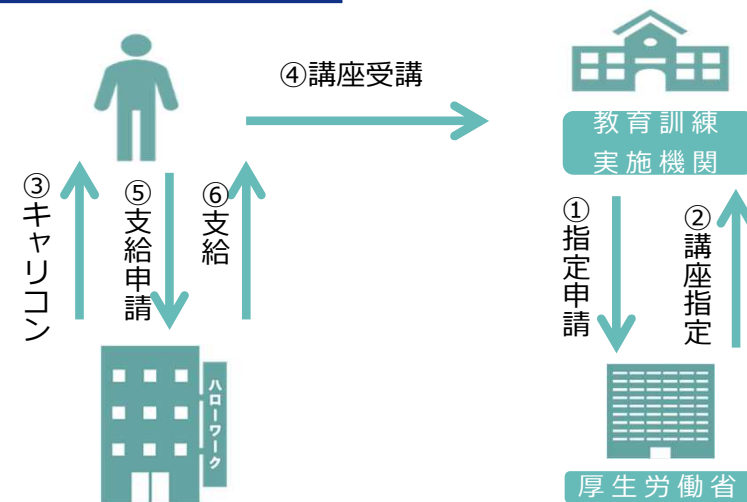 ④講座受講
教育訓練
実施機関
③キャリコン
⑤支給申請
⑥支給
①指定申請
②講座指定
ハローワーク
厚生労働省